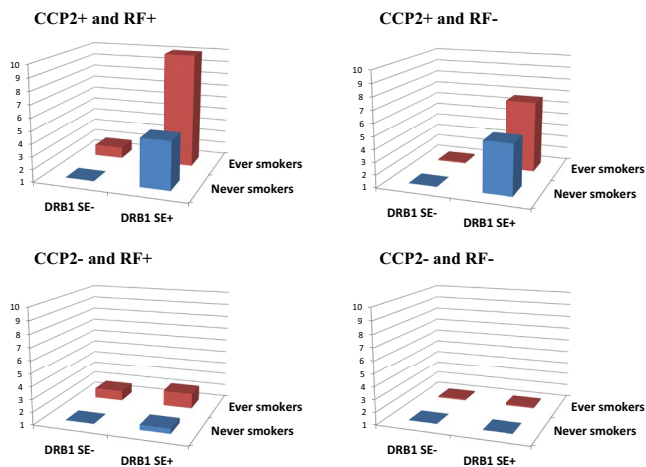 CCP2+ and RF+
10
9
8
7
6
5
4
3
2
1
DRB1 SE-
DRB1 SE+
Ever smokers
Never smokers
CCP2+ and RF-
10
9
8
7
6
5
4
3
2
1
DRB1 SE-
DRB1 SE+
Ever smokers
Never smokers
CCP2- and RF+
10
9
8
7
6
5
4
3
2
1
DRB1 SE-
DRB1 SE+
Ever smokers
Never smokers
CCP2- and RF-
10
9
8
7
6
5
4
3
2
1
DRB1 SE-
DRB1 SE+
Ever smokers
Never smokers